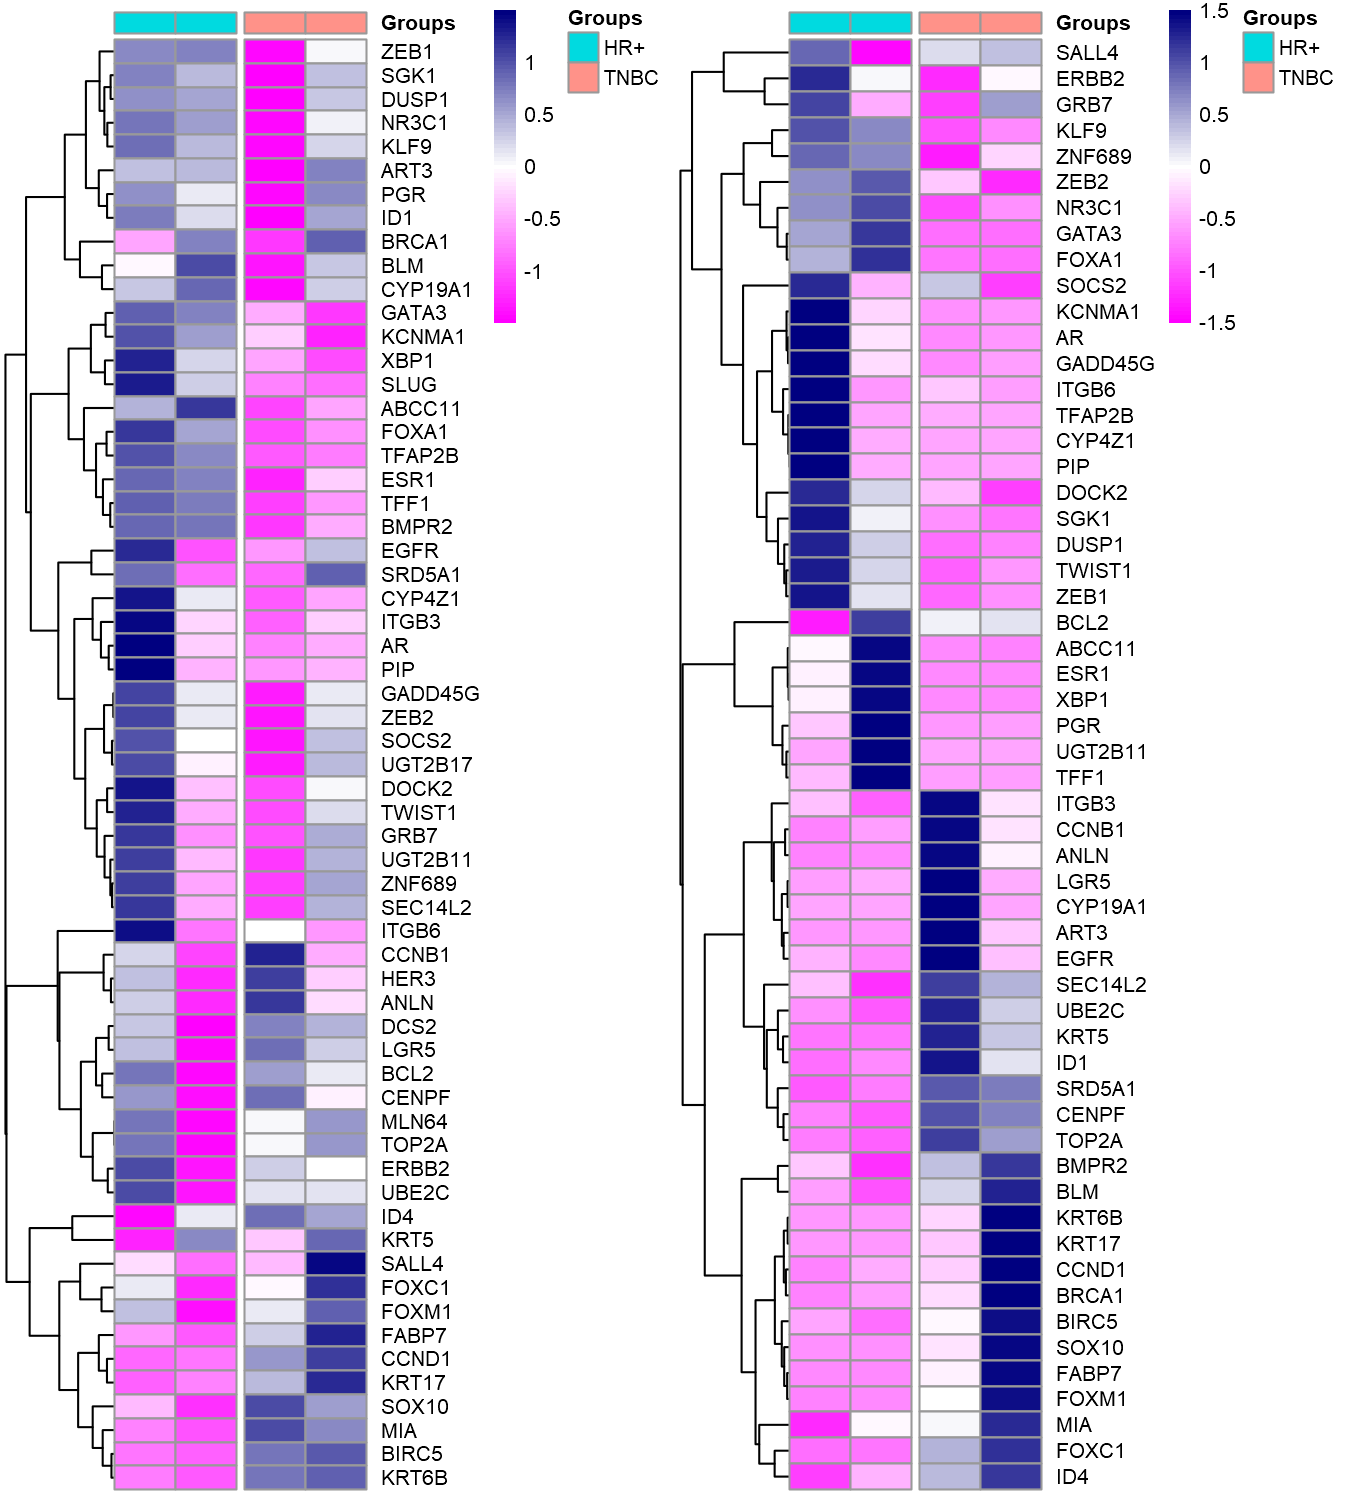 Groups
ZEB1
SGK1
DUSP1
NR3C1
KLF9
ART3
PGR
ID1
BRCA1
BLM
CYP19A1
GATA3
KCNMA1
XBP1
SLUG
ABCC11
FOXA1
TFAP2B
ESR1
TFF1
BMPR2
EGFR
SRD5A1
CYP4Z1
ITGB3
AR
PIP
GADD45G
ZEB2
SOCS2
UGT2B17
DOCK2
TWIST1
GRB7
UGT2B11
ZNF689
SEC14L2
ITGB6
CCNB1
HER3
ANLN
DCS2
LGR5
BCL2
CENPF
MLN64
TOP2A
ERBB2
UBE2C
ID4
KRT5
SALL4
FOXC1
FOXM1
FABP7
CCND1
KRT17
SOX10
MIA
BIRC5
KRT6B
1
0.5
0
-0.5
-1
Groups
HR+
TNBC
Groups
SALL4
ERBB2
GRB7
KLF9
ZNF689
ZEB2
NR3C1
GATA3
FOXA1
SOCS2
KCNMA1
AR
GADD45G
ITGB6
TFAP2B
CYP4Z1
PIP
DOCK2
SGK1
DUSP1
TWIST1
ZEB1
BCL2
ABCC11
ESR1
XBP1
PGR
UGT2B11
TFF1
ITGB3
CCNB1
ANLN
LGR5
CYP19A1
ART3
EGFR
SEC14L2
UBE2C
KRT5
ID1
SRD5A1
CENPF
TOP2A
BMPR2
BLM
KRT6B
KRT17
CCND1
BRCA1
BIRC5
SOX10
FABP7
FOXM1
MIA
FOXC1
ID4
1.5
1
0.5
0
-0.5
-1
-1.5
Groups
HR+
TNBC